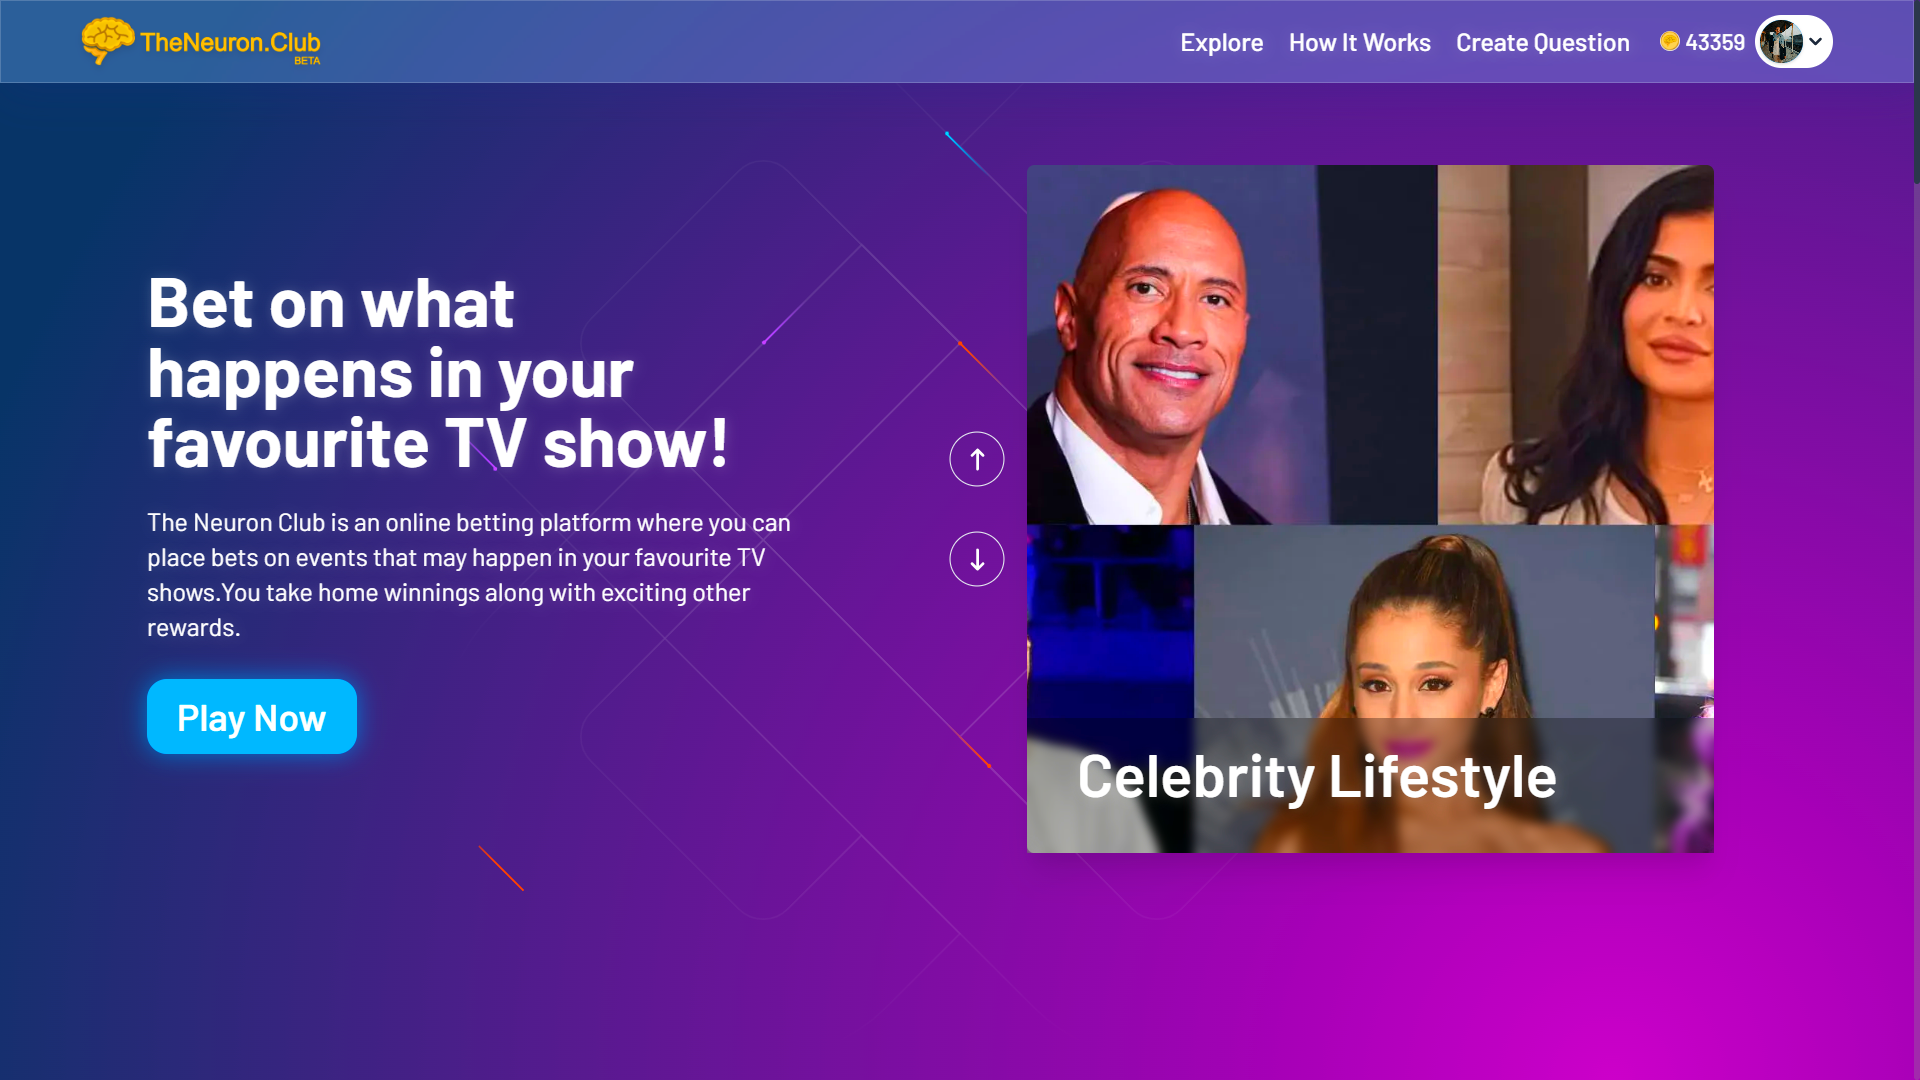 TheNeuron.Club
BETA
Explore
How It Works
Create Question
43359
Bet on what
happens in your
favourite TV show!
The Neuron Club is an online betting platform where you can
place bets on events that may happen in your favourite TV
shows.You take home winnings along with exciting other
rewards.
Play Now
Celebrity Lifestyle